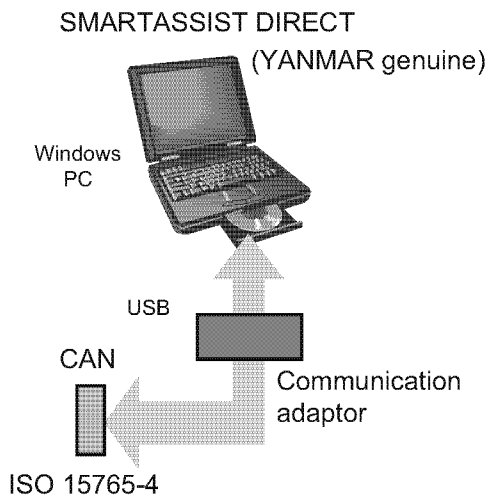 SMARTASSIST DIRECT
(YANMAR genuine)
Windows
PC
USB
CAN
Communication
adaptor
ISO 15765-4